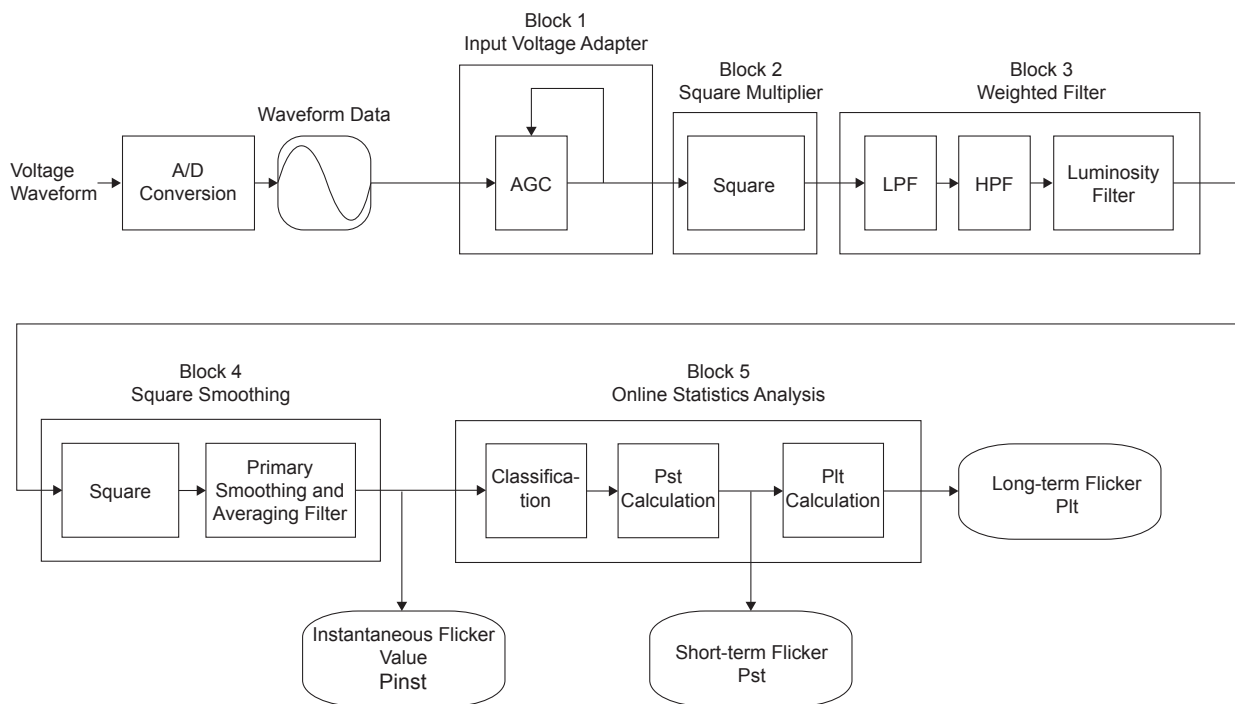 Block 1
Input Voltage Adapter
Block 2
Square Multiplier
Block 3
Weighted Filter
Waveform Data
Voltage
Waveform
A/D
Conversion
AGC
Square
LPF
HPF
Luminosity
Filter
Block 4
Square Smoothing
Block 5
Online Statistics Analysis
Square
Primary
Smoothing and
Averaging Filter
Classifica-
tion
Pst
Calculation
Plt
Calculation
Long-term Flicker
Plt
Instantaneous Flicker
Value
Pinst
Short-term Flicker
Pst